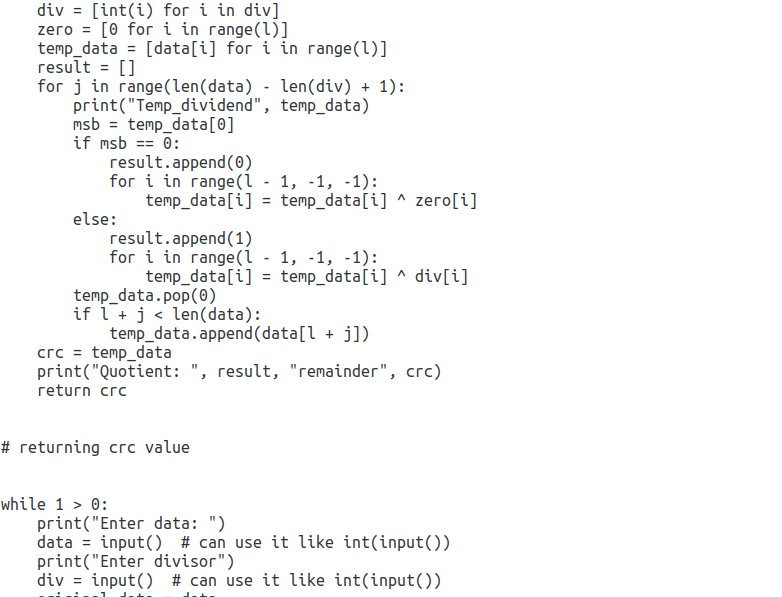 div = [int(i) for i in div]
    zero = [0 for i in range(l)]
    temp_data = [data[i] for i in range(l)]
    result = []
    for j in range(len(data) - len(div) + 1):
        print("Temp_dividend", temp_data)
        msb = temp_data[0]
        if msb == 0:
            result.append(0)
            for i in range(l - 1, -1, -1):
                temp_data[i] = temp_data[i] ^ zero[i]
        else:
            result.append(1)
            for i in range(l - 1, -1, -1):
                temp_data[i] = temp_data[i] ^ div[i]
        temp_data.pop(0)
        if l + j < len(data):
            temp_data.append(data[l + j])
    crc = temp_data
    print("Quotient: ", result, "remainder", crc)
    return crc


# returning crc value


while 1 > 0:
    print("Enter data: ")
    data = input()  # can use it like int(input())
    print("Enter divisor")
    div = input()  # can use it like int(input())